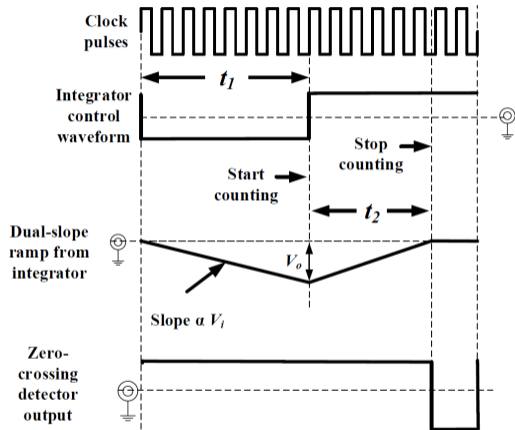 Clock
pulses
t1
Integrator
control
waveform
Stop
counting
Start
counting
t2
Dual-slope
ramp from
integrator
Vo
Slope α Vi
Zero-
crossing
detector
output